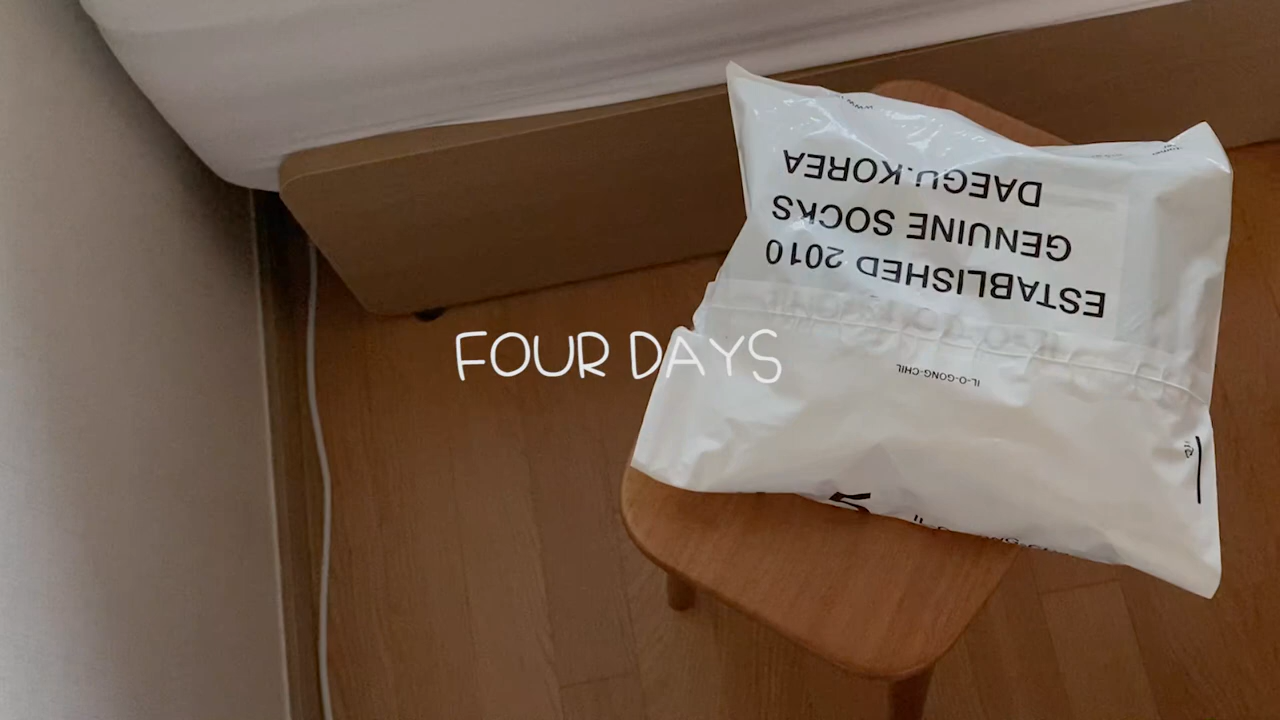 FOUR DAYS
ESTABLISHED 2010
GENUINE SOCKS
DAEGU.KOREA
IL-O-GONG-CHIL